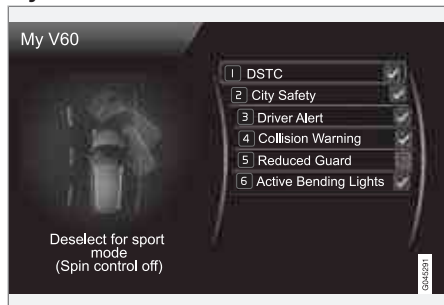 My V60
1 DSTC
2 City Safety
3 Driver Alert
4 Collision Warning
5 Reduced Guard
6 Active Bending Lights
Deselect for sport
mode
(Spin control off)
G045291